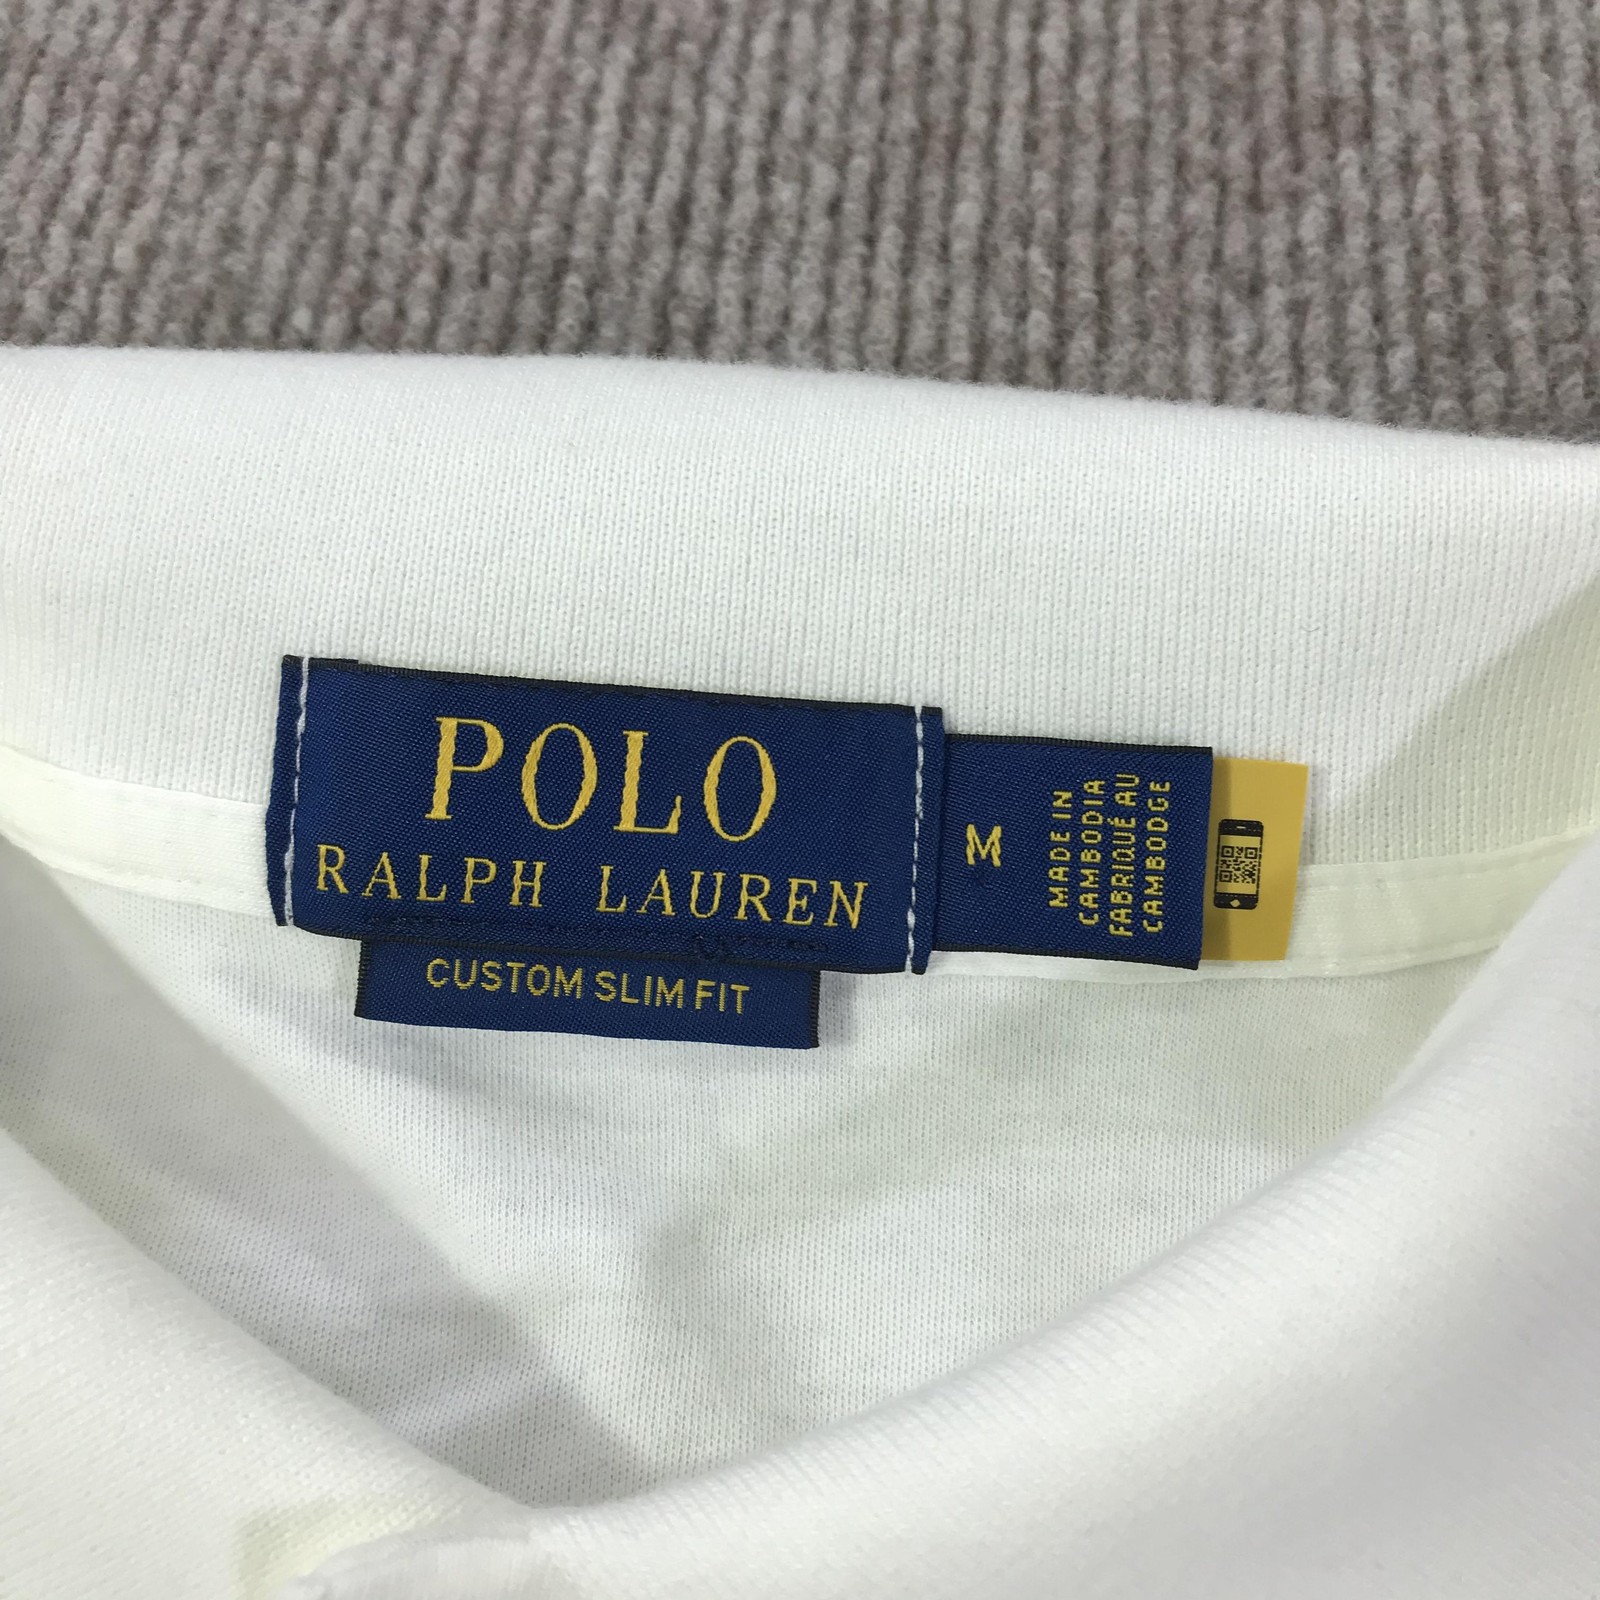 POLO
RALPH LAUREN
CUSTOM SLIM FIT
M
MADE IN
CAMBODIA
FABRIQUÉ AU
CAMBODGE